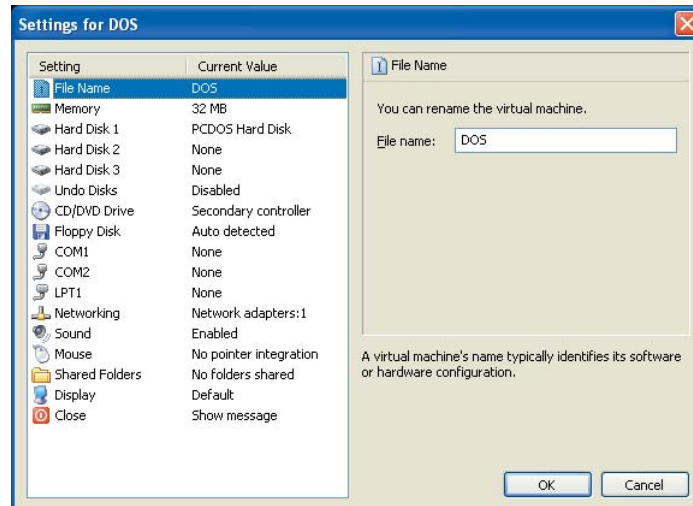 Settings for DOS
Setting Current Value
File Name DOS
Memory 32 MB
Hard Disk 1 PCDOS Hard Disk
Hard Disk 2 None
Hard Disk 3 None
Undo Disks Disabled
CD/DVD Drive Secondary controller
Floppy Disk Auto detected
COM1 None
COM2 None
LPT1 None
Networking Network adapters:1
Sound Enabled
Mouse No pointer integration
Shared Folders No folders shared
Display Default
Close Show message
File Name
You can rename the virtual machine.
File name: DOS
A virtual machine's name typically identifies its software
or hardware configuration.
OK Cancel